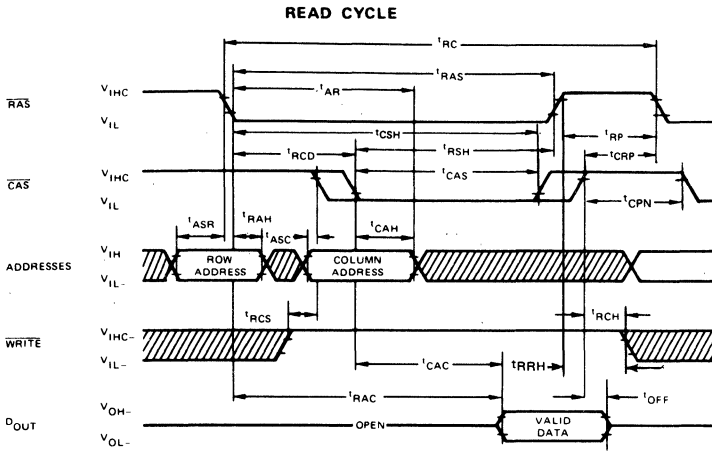 READ CYCLE
tRC
tRAS
tAR
RAS
VIHC
VIL
tCSH
tRP
tRCD
tRSH
tCRP
CAS
VIHC
VIL
tCAS
tCPN
tASR
tRAH
tASC
tCAH
ADDRESSES
VIH
VIL-
ROW
ADDRESS
COLUMN
ADDRESS
tRCS
tRCH
WRITE
VIHC-
VIL-
tCAC
tRRH
tRAC
tOFF
DOUT
VOH-
VOL-
OPEN
VALID
DATA